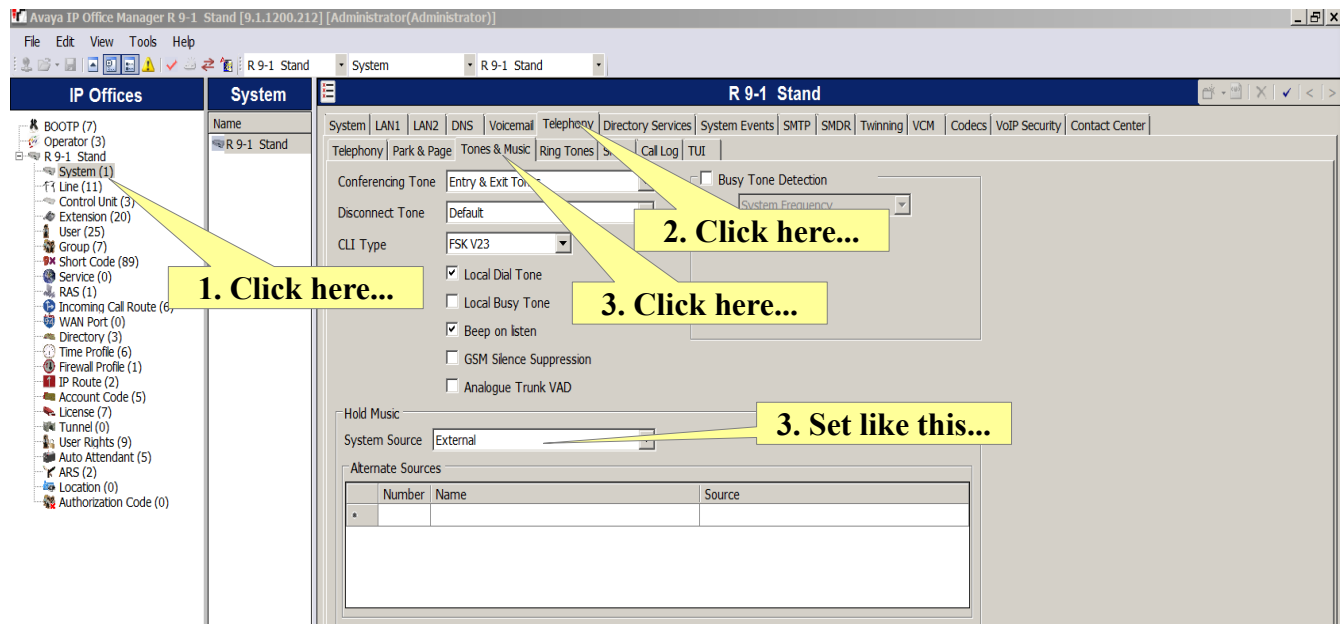 Avaya IP Office Manager R 9-1 Stand [9.1.1200.212] [Administrator(Administrator)]
File Edit View Tools Help
R 9-1 Stand System R 9-1 Stand
IP Offices
BOOTP (7)
Operator (3)
R 9-1 Stand
System (1)
Line (11)
Control Unit (3)
Extension (20)
User (25)
Group (7)
Short Code (89)
Service (0)
RAS (1)
Incoming Call Route (6)
WAN Port (0)
Directory (3)
Time Profile (6)
Firewall Profile (1)
IP Route (2)
Account Code (5)
License (7)
Tunnel (0)
User Rights (9)
Auto Attendant (5)
ARS (2)
Location (0)
Authorization Code (0)
System
Name
R 9-1 Stand
R 9-1 Stand
System LAN1 LAN2 DNS Voicemail Telephony Directory Services System Events SMTP SMDR Twinning VCM Codecs VoIP Security Contact Center
Telephony Park & Page Tones & Music Ring Tones Call Log TUI
Conferencing Tone Entry & Exit Tones
Busy Tone Detection
System Frequency
Disconnect Tone Default
CLI Type FSK V23
Local Dial Tone
Local Busy Tone
Beep on listen
GSM Silence Suppression
Analogue Trunk VAD
Hold Music
System Source External
Alternate Sources
Number Name Source
1. Click here...
2. Click here...
3. Click here...
3. Set like this...